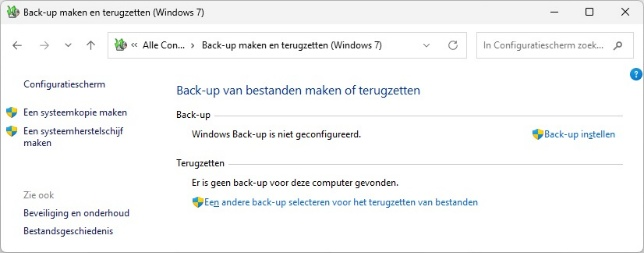 Back-up maken en terugzetten (Windows 7)
« Alle Con... > Back-up maken en terugzetten (Windows 7)
In Configuratiescherm zoek...
Configuratiescherm
Een systeemkopie maken
Een systeemherstelschijf
maken
Zie ook
Beveiliging en onderhoud
Bestandsgeschiedenis
Back-up van bestanden maken of terugzetten
Back-up
Windows Back-up is niet geconfigureerd.
Back-up instellen
Terugzetten
Er is geen back-up voor deze computer gevonden.
Een andere back-up selecteren voor het terugzetten van bestanden